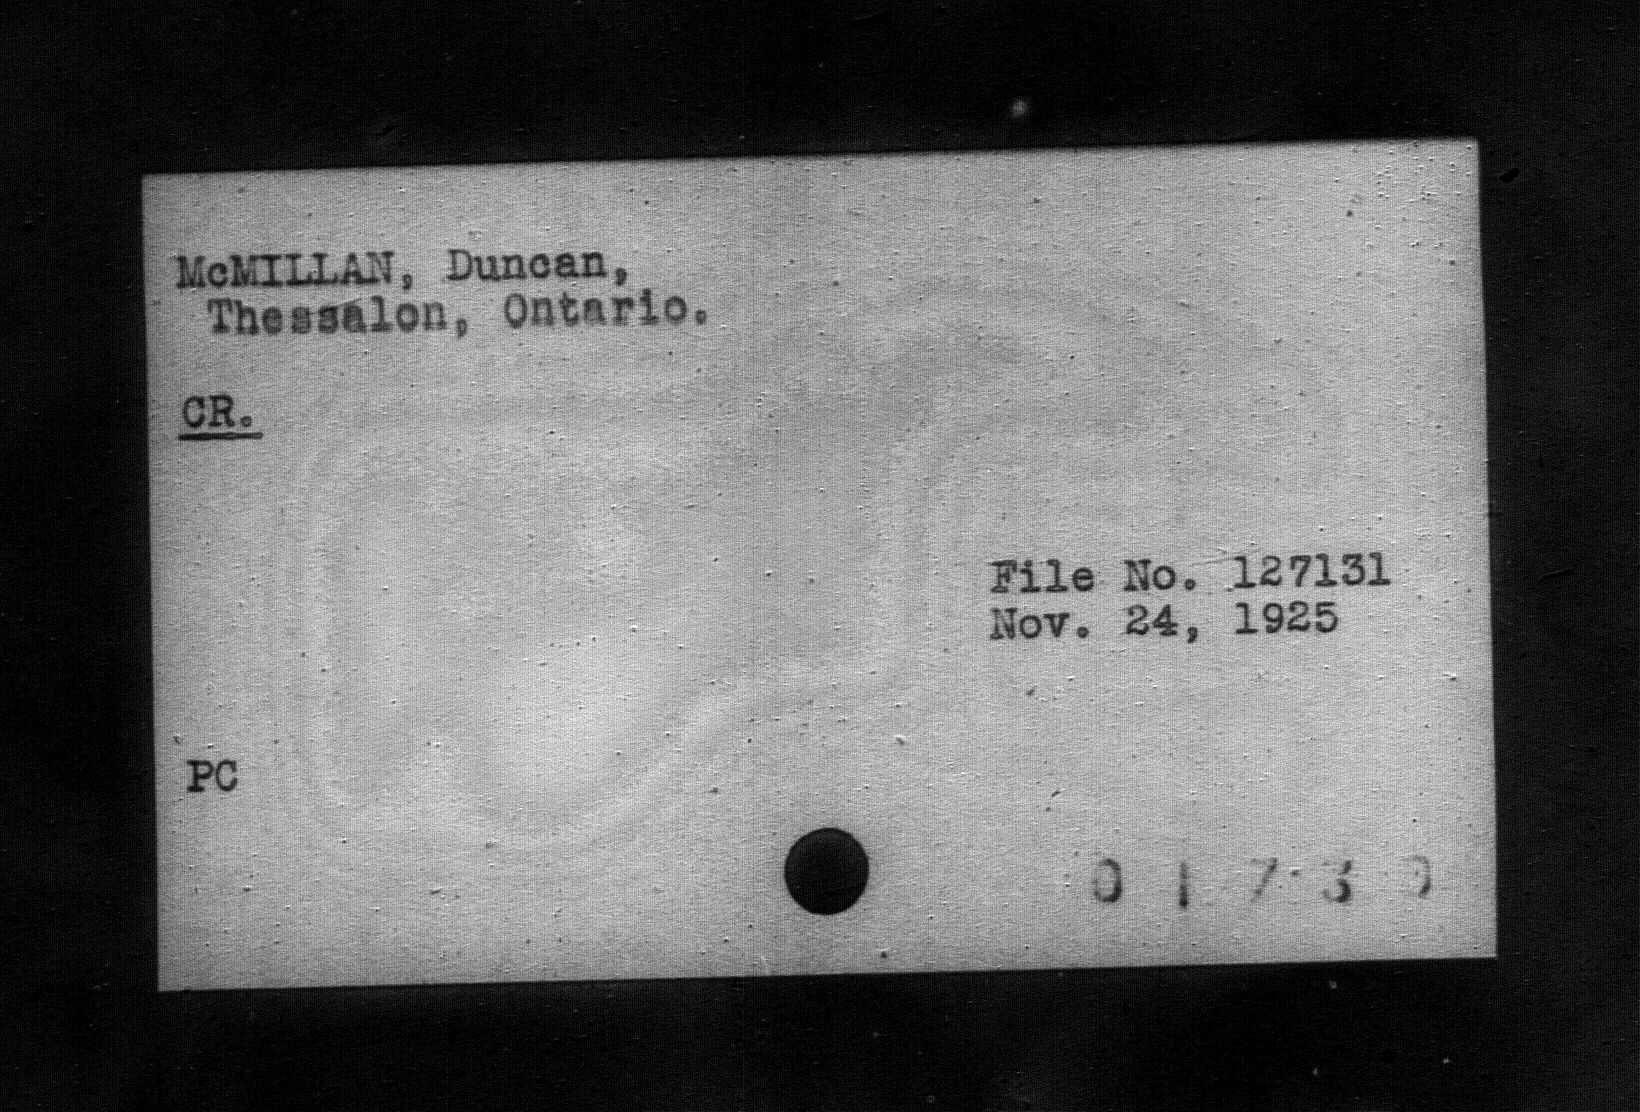 McMILLAN, Duncan,
Thessalon, Ontario.
CR.
File No. 127131
Nov. 24, 1925
PC